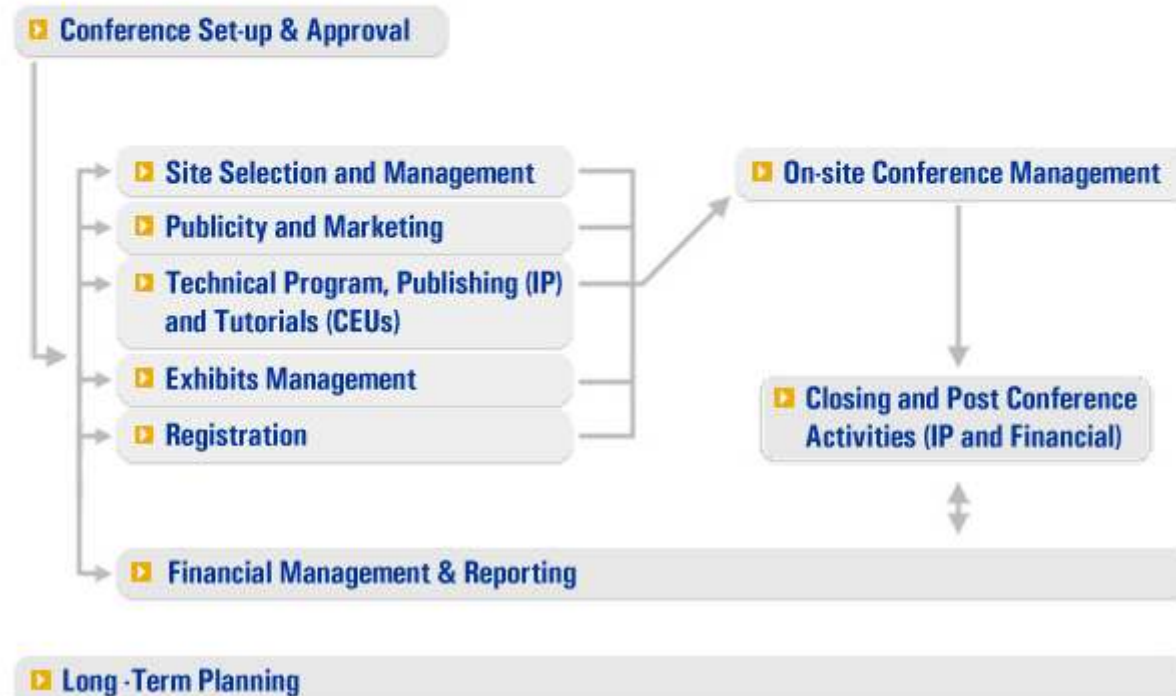 Conference Set-up & Approval
Site Selection and Management
On-site Conference Management
Publicity and Marketing
Technical Program, Publishing (IP)
and Tutorials (CEUs)
Exhibits Management
Registration
Closing and Post Conference
Activities (IP and Financial)
Financial Management & Reporting
Long -Term Planning